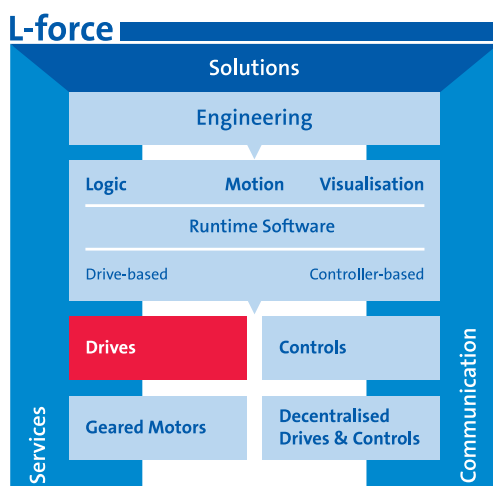 L-force
Solutions
Engineering
Logic Motion Visualisation
Runtime Software
Drive-based Controller-based
Drives
Controls
Geared Motors
Decentralised
Drives & Controls
Services
Communication